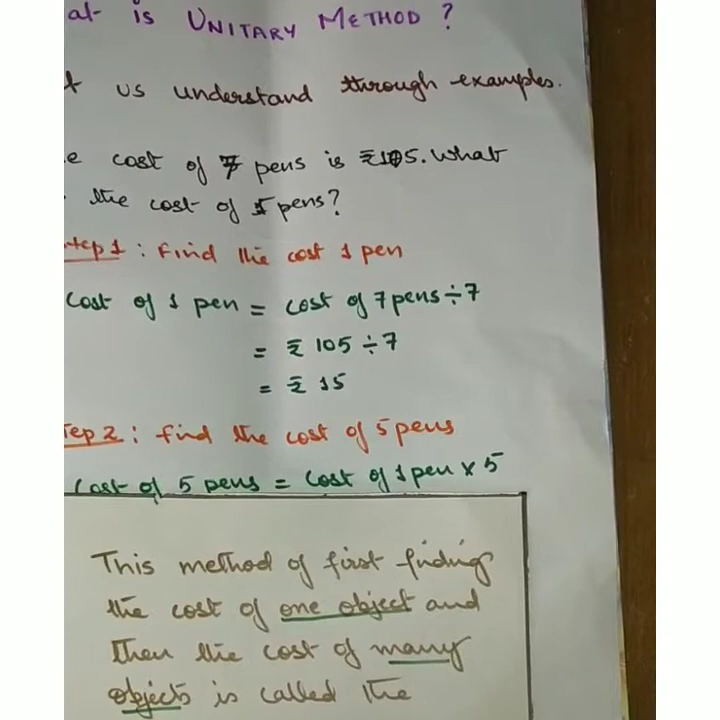 at is UNITARY METHOD ?
t us understand through examples.
e cost of 7 pens is ₹105. What
the cost of 5 pens?
tep 1 : Find the cost 1 pen
Cost of 1 pen = cost of 7 pens ÷ 7
= ₹ 105 ÷ 7
= ₹ 15
Tep 2 : find the cost of 5 pens
Cost of 5 pens = Cost of 1 pen x 5
This method of first finding
the cost of one object and
then the cost of many
objects is called the